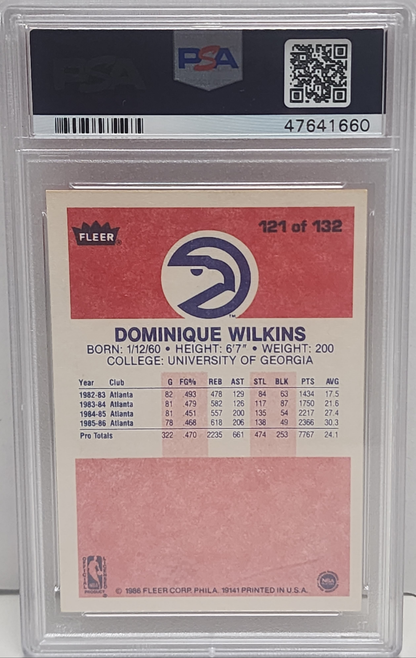 PSA
PSA
47641660
FLEER
121 of 132
DOMINIQUE WILKINS
BORN: 1/12/60 • HEIGHT: 6'7" • WEIGHT: 200
COLLEGE: UNIVERSITY OF GEORGIA
Year Club G FG% REB AST STL BLK PTS AVG
1982-83 Atlanta 82 .493 478 129 84 63 1434 17.5
1983-84 Atlanta 81 .479 582 126 117 87 1750 21.6
1984-85 Atlanta 81 .451 557 200 135 54 2217 27.4
1985-86 Atlanta 78 .468 618 206 138 49 2366 30.3
Pro Totals 322 .470 2235 661 474 253 7767 24.1
© 1986 FLEER CORP. PHILA. 19141 PRINTED IN U.S.A.